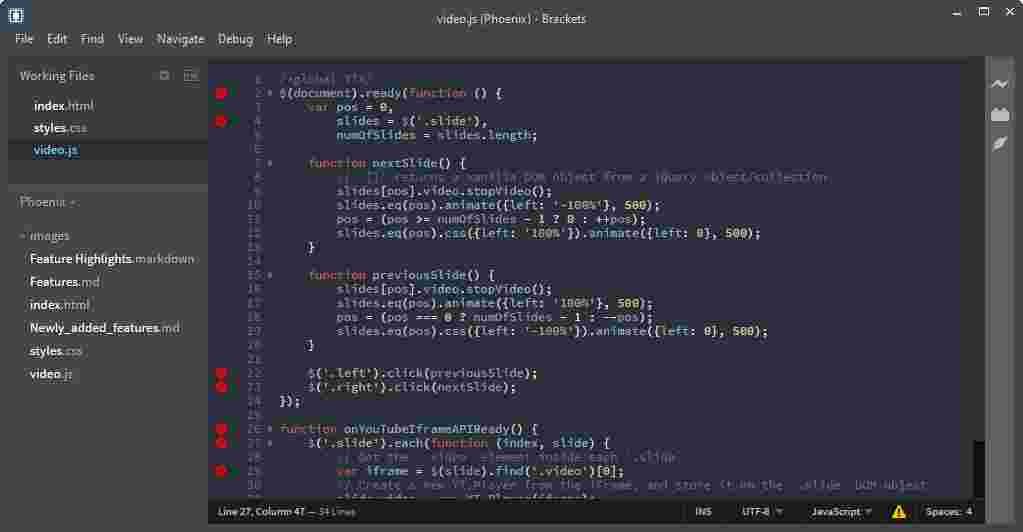 video.js (Phoenix) - Brackets
File Edit Find View Navigate Debug Help
Working Files
index.html
styles.css
video.js
Phoenix
images
Feature Highlights.markdown
Features.md
index.html
Newly_added_features.md
styles.css
video.js
1 /*global
2 $(document).ready(function () {
3 var pos = 0,
4 slides = $('.slide'),
5 numOfSlides = slides.length;
6
7 function nextSlide() {
8 // returns a vanilla DOM object from a jQuery object/collection
9 slides[pos].video.stopVideo();
10 slides.eq(pos).animate({left: '-100%'}, 500);
11 pos = (pos >= numOfSlides - 1 ? 0 : ++pos);
12 slides.eq(pos).css({left: '100%'}).animate({left: 0}, 500);
13 }
14
15 function previousSlide() {
16 slides[pos].video.stopVideo();
17 slides.eq(pos).animate({left: '100%'}, 500);
18 pos = (pos === 0 ? numOfSlides - 1 : --pos);
19 slides.eq(pos).css({left: '-100%'}).animate({left: 0}, 500);
20 }
21
22 $('.left').click(previousSlide);
23 $('.right').click(nextSlide);
24 });
25
26 function onYouTubeIframeAPIReady() {
27 $('.slide').each(function (index, slide) {
28 // Get the element inside each .slide
29 var iframe = $(slide).find('.video')[0];
30 // Create a new YT.Player from the iframe, and store it on the .slide DOM object
Line 27, Column 47 — 34 Lines
INS UTF-8 JavaScript Spaces: 4